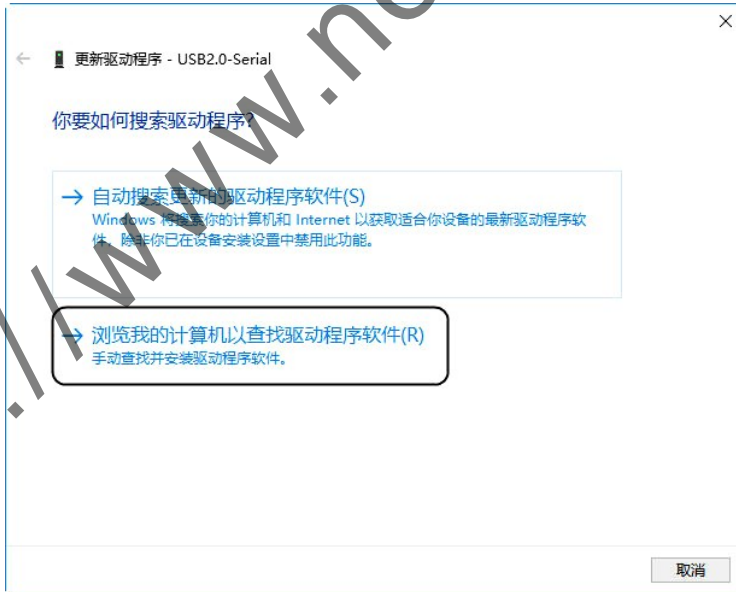 更新驱动程序 - USB2.0-Serial
你要如何搜索驱动程序?
自动搜索更新的驱动程序软件(S)
Windows 将搜索你的计算机和 Internet 以获取适合你设备的最新驱动程序软
件，除非你已在设备安装设置中禁用此功能。
浏览我的计算机以查找驱动程序软件(R)
手动查找并安装驱动程序软件。
取消
://www.no